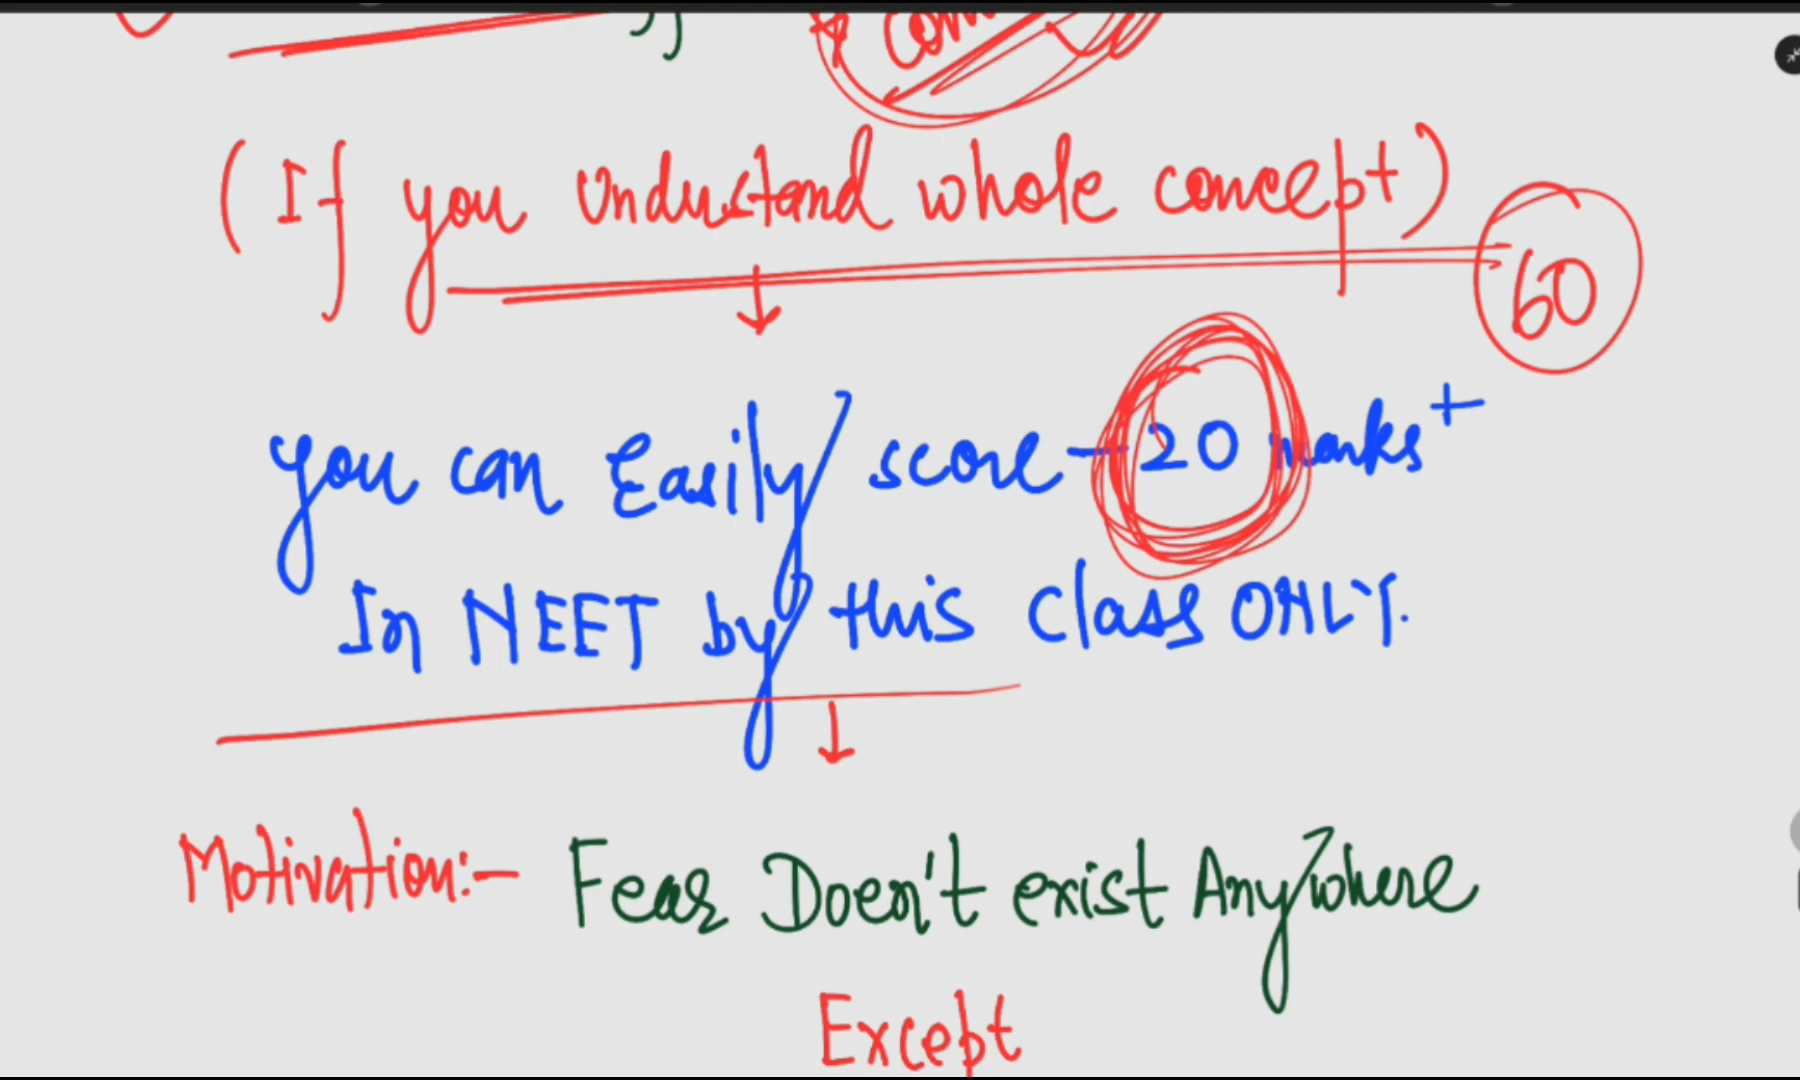 (If you understand whole concept)
60
you can Easily score - 20 marks+
In NEET by this Class ONLY.
Motivation:- Fear Doen't exist Anywhere
Except